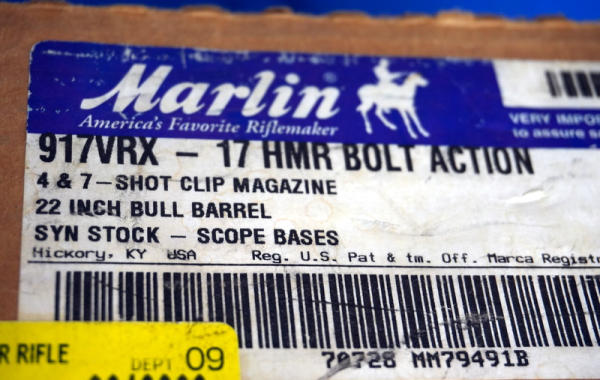 Marlin®
America's Favorite Riflemaker
VERY IMPOR
to assure s
917VRX – 17 HMR BOLT ACTION
4 & 7–SHOT CLIP MAGAZINE
22 INCH BULL BARREL
SYN STOCK – SCOPE BASES
Hickory, KY USA Reg. U.S. Pat & tm. Off. Marca Registr
70728 MM79491B
R RIFLE
DEPT 09